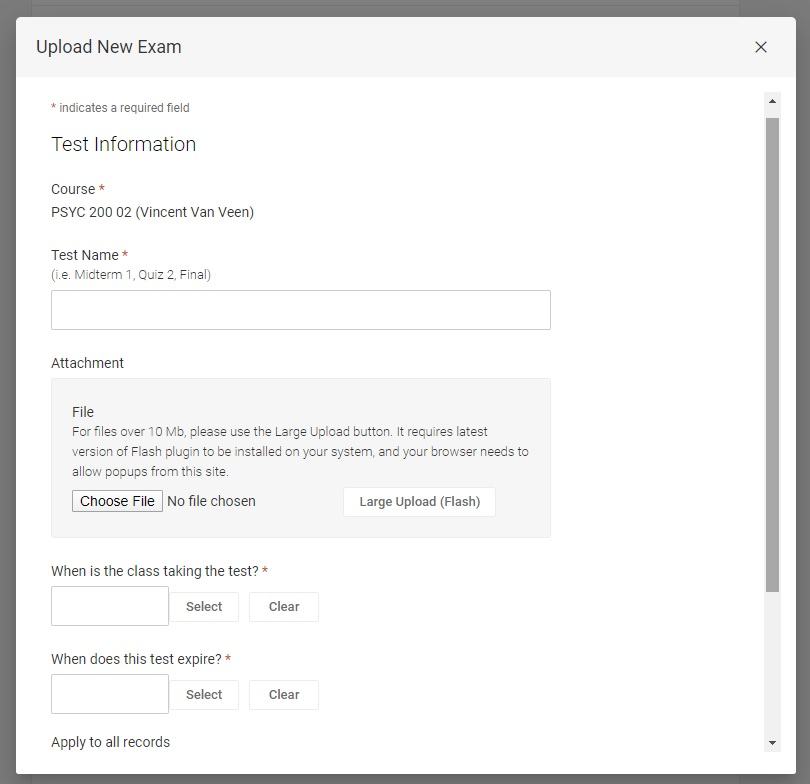 Upload New Exam
* indicates a required field
Test Information
Course *
PSYC 200 02 (Vincent Van Veen)
Test Name *
(i.e. Midterm 1, Quiz 2, Final)
Attachment
File
For files over 10 Mb, please use the Large Upload button. It requires latest
version of Flash plugin to be installed on your system, and your browser needs to
allow popups from this site.
Choose File No file chosen Large Upload (Flash)
When is the class taking the test? *
Select Clear
When does this test expire? *
Select Clear
Apply to all records